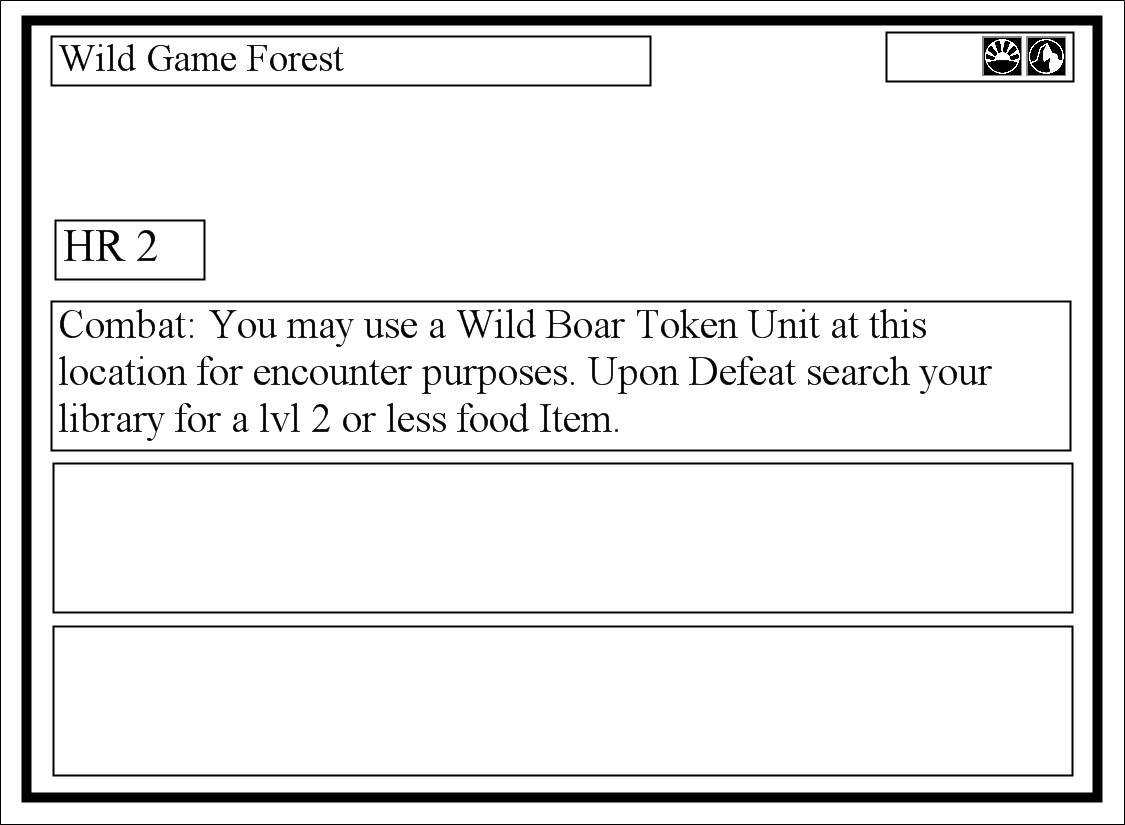 Wild Game Forest
HR 2
Combat: You may use a Wild Boar Token Unit at this
location for encounter purposes. Upon Defeat search your
library for a lvl 2 or less food Item.